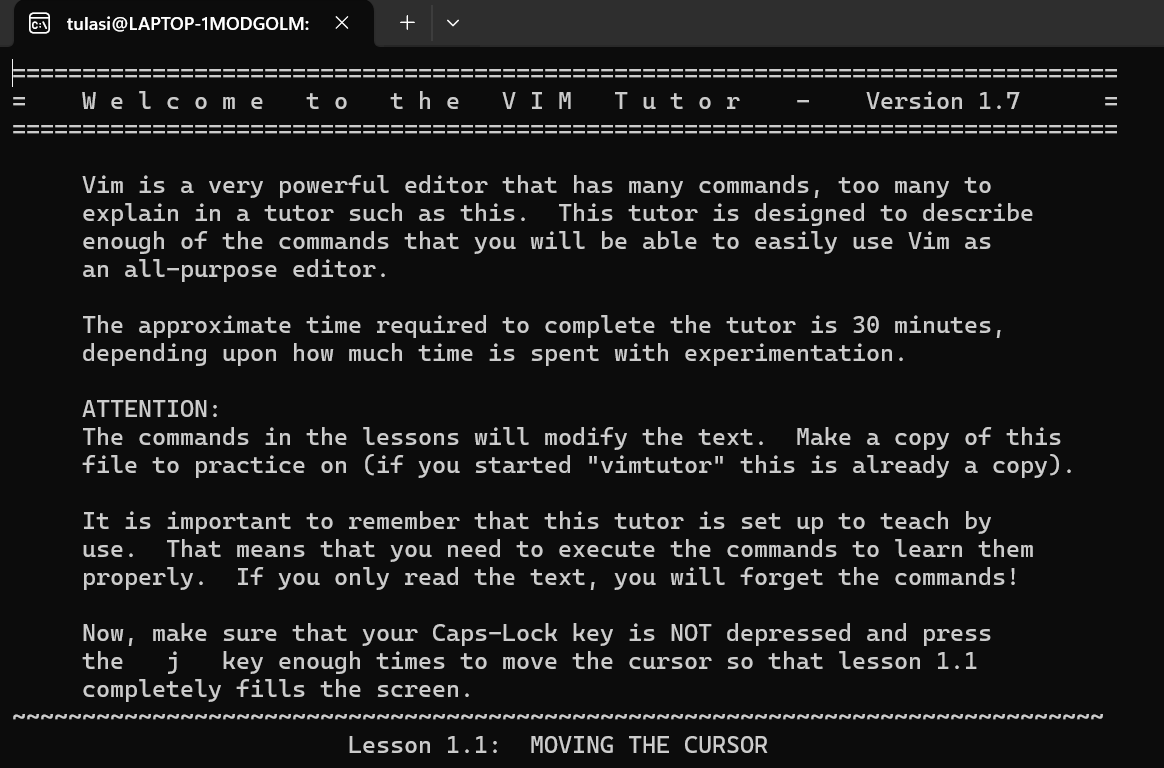 tulasi@LAPTOP-1MODGOLM:
===============================================================================
=    W e l c o m e   t o   t h e   V I M   T u t o r    -    Version 1.7      =
===============================================================================
Vim is a very powerful editor that has many commands, too many to
explain in a tutor such as this.  This tutor is designed to describe
enough of the commands that you will be able to easily use Vim as
an all-purpose editor.
The approximate time required to complete the tutor is 30 minutes,
depending upon how much time is spent with experimentation.
ATTENTION:
The commands in the lessons will modify the text.  Make a copy of this
file to practice on (if you started "vimtutor" this is already a copy).
It is important to remember that this tutor is set up to teach by
use.  That means that you need to execute the commands to learn them
properly.  If you only read the text, you will forget the commands!
Now, make sure that your Caps-Lock key is NOT depressed and press
the   j   key enough times to move the cursor so that lesson 1.1
completely fills the screen.
~~~~~~~~~~~~~~~~~~~~~~~~~~~~~~~~~~~~~~~~~~~~~~~~~~~~~~~~~~~~~~~~~~~~~~~~~~~~~~
Lesson 1.1:  MOVING THE CURSOR